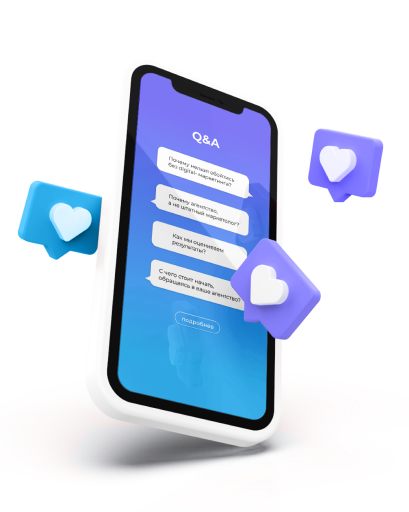 Q&A
Почему нельзя обойтись
без digital- маркетинга?
Почему агентство,
а не штатный маркетолог?
Как мы оцениваем
результаты?
С чего стоит начать,
обращаясь в ваше агентство?
подробнее